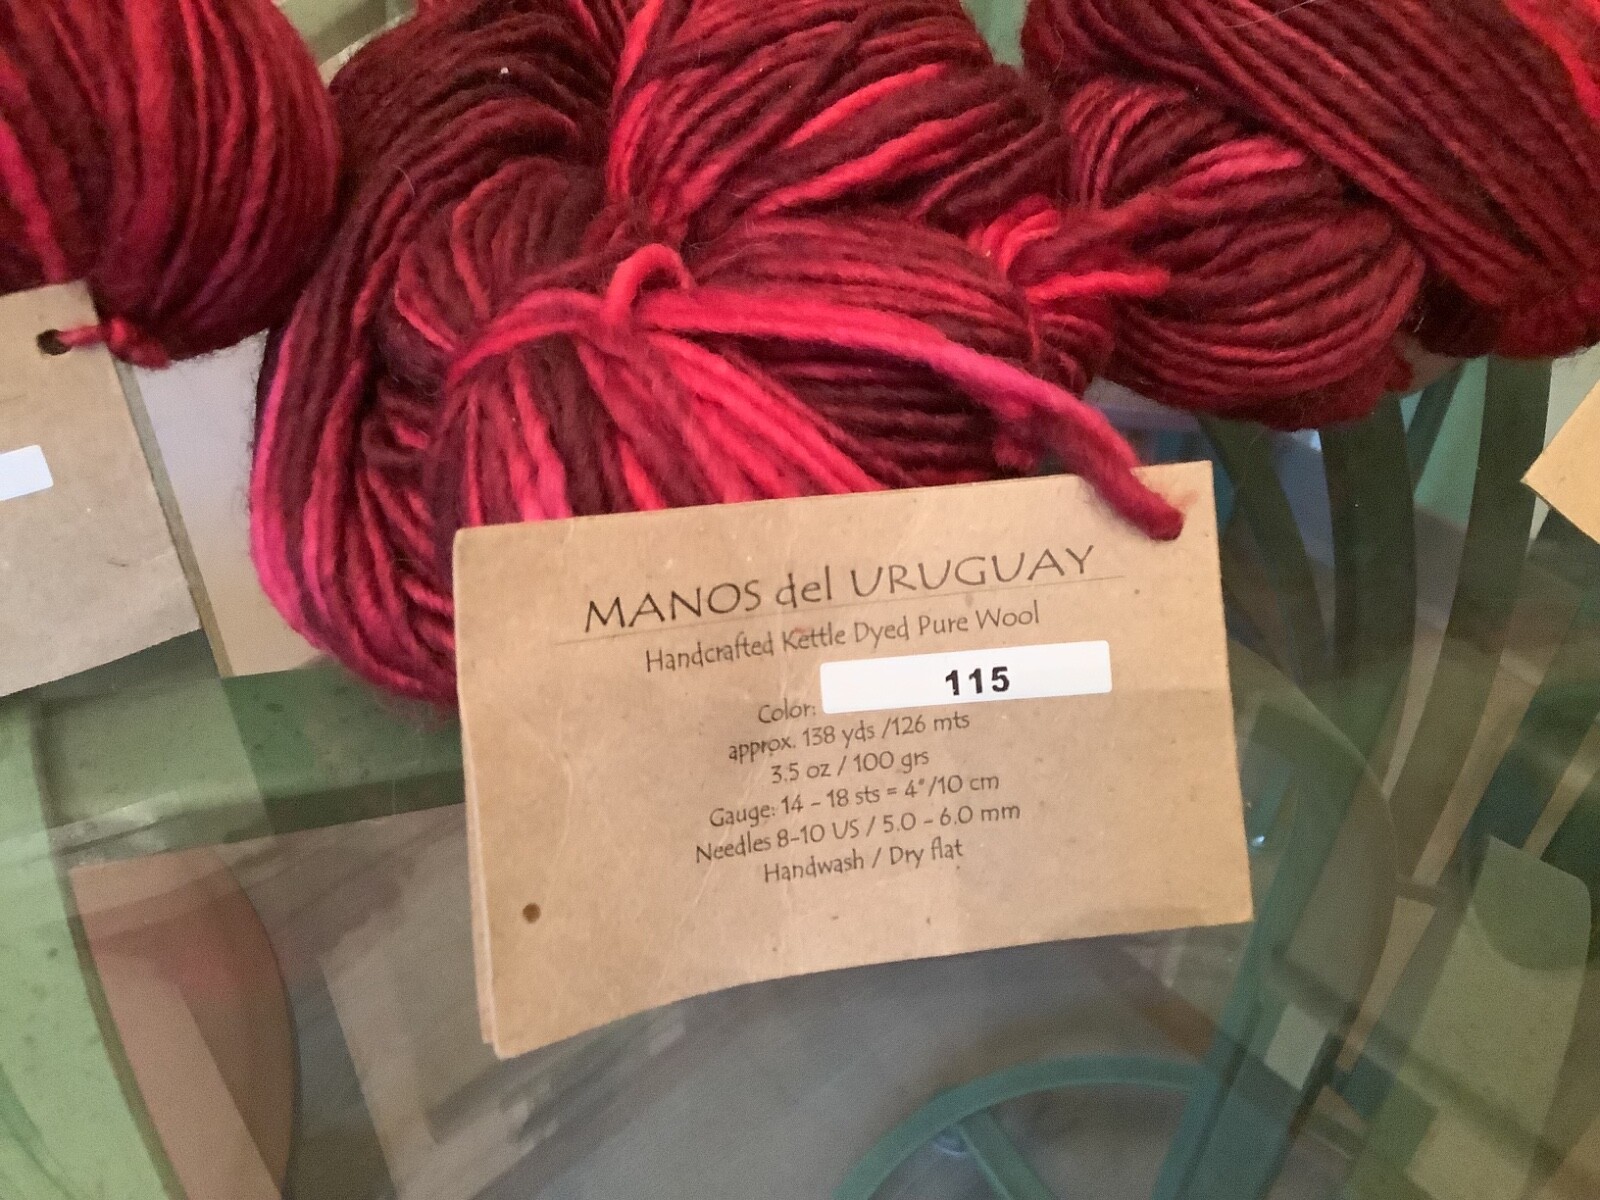 MANOS del URUGUAY
Handcrafted Kettle Dyed Pure Wool
Color: 115
approx. 138 yds /126 mts
3.5 oz / 100 grs
Gauge: 14 - 18 sts = 4"/10 cm
Needles 8-10 US / 5.0 - 6.0 mm
Handwash / Dry flat